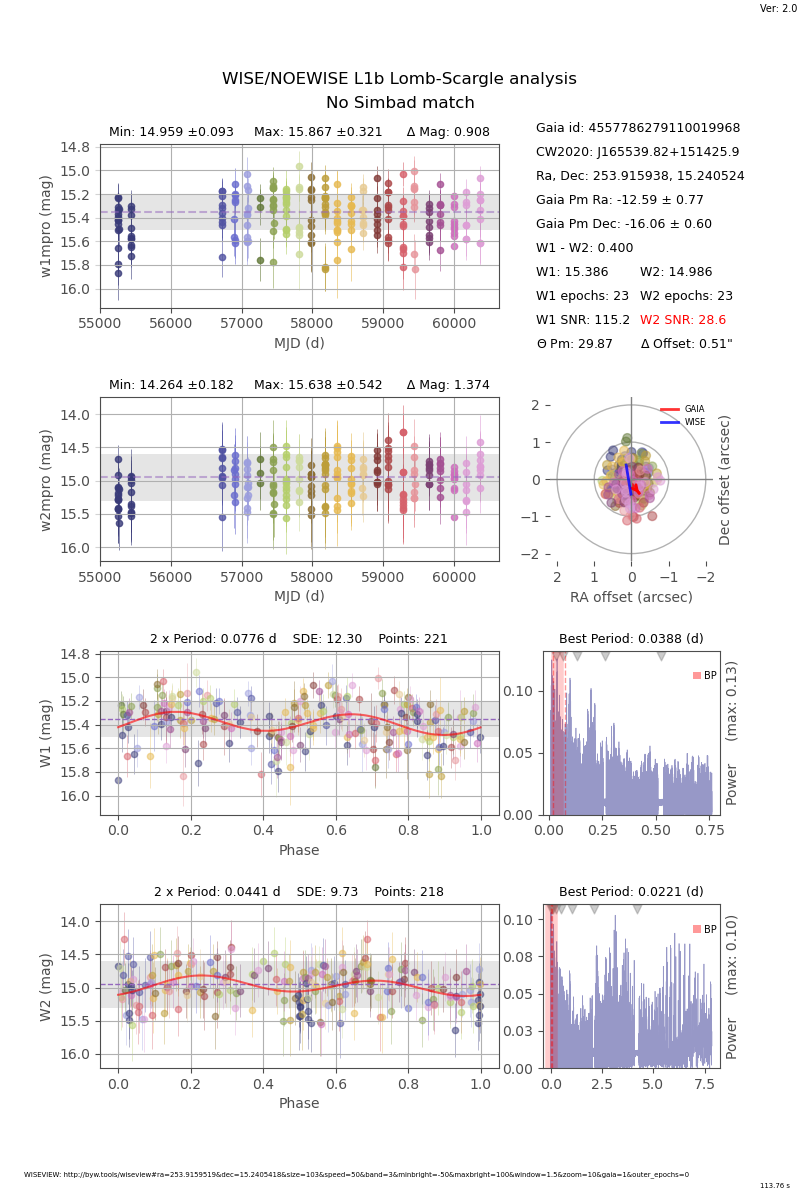 Ver: 2.0
WISE/NOEWISE L1b Lomb-Scargle analysis
No Simbad match
Min: 14.959 ±0.093 Max: 15.867 ±0.321 Δ Mag: 0.908
14.8
15.0
15.2
15.4
15.6
15.8
16.0
w1mpro (mag)
55000 56000 57000 58000 59000 60000
MJD (d)
Gaia id: 4557786279110019968
CW2020: J165539.82+151425.9
Ra, Dec: 253.915938, 15.240524
Gaia Pm Ra: -12.59 ± 0.77
Gaia Pm Dec: -16.06 ± 0.60
W1 - W2: 0.400
W1: 15.386 W2: 14.986
W1 epochs: 23 W2 epochs: 23
W1 SNR: 115.2 W2 SNR: 28.6
Θ Pm: 29.87 Δ Offset: 0.51"
Min: 14.264 ±0.182 Max: 15.638 ±0.542 Δ Mag: 1.374
14.0
14.5
15.0
15.5
16.0
w2mpro (mag)
55000 56000 57000 58000 59000 60000
MJD (d)
GAIA
WISE
2
1
0
−1
−2
Dec offset (arcsec)
2 1 0 −1 −2
RA offset (arcsec)
2 x Period: 0.0776 d SDE: 12.30 Points: 221
14.8
15.0
15.2
15.4
15.6
15.8
16.0
W1 (mag)
0.0 0.2 0.4 0.6 0.8 1.0
Phase
Best Period: 0.0388 (d)
BP
0.10
0.05
0.00
Power (max: 0.13)
0.00 0.25 0.50 0.75
2 x Period: 0.0441 d SDE: 9.73 Points: 218
14.0
14.5
15.0
15.5
16.0
W2 (mag)
0.0 0.2 0.4 0.6 0.8 1.0
Phase
Best Period: 0.0221 (d)
BP
0.10
0.08
0.05
0.03
0.00
Power (max: 0.10)
0.0 2.5 5.0 7.5
WISEVIEW: http://byw.tools/wiseview#ra=253.9159519&dec=15.2405418&size=103&speed=50&band=3&minbright=-50&maxbright=100&window=1.5&zoom=10&gaia=1&outer_epochs=0
113.76 s